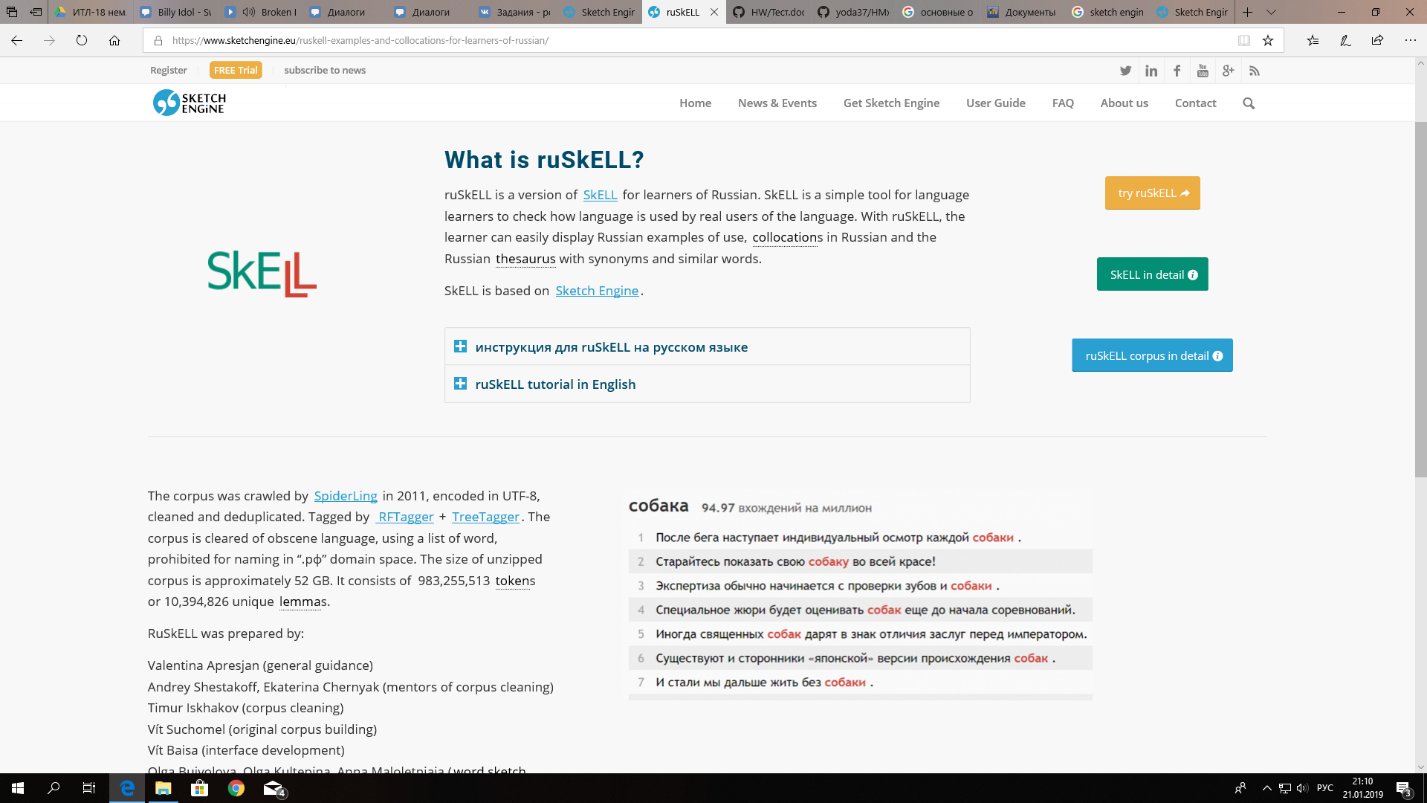 ИТЛ-18 нем
Billy Idol - Su
Broken I
Диалоги
Диалоги
Задания - ре
Sketch Engir
ruSkELL
HW/Тест.doc
yoda37/HMx
основные о
Документы
sketch engin
Sketch Engir
https://www.sketchengine.eu/ruskell-examples-and-collocations-for-learners-of-russian/
Register
FREE Trial
subscribe to news
SKETCH
ENGINE
Home
News & Events
Get Sketch Engine
User Guide
FAQ
About us
Contact
What is ruSkELL?
ruSkELL is a version of SkELL for learners of Russian. SkELL is a simple tool for language
learners to check how language is used by real users of the language. With ruSkELL, the
learner can easily display Russian examples of use, collocations in Russian and the
Russian thesaurus with synonyms and similar words.
SkELL is based on Sketch Engine.
SkELL
try ruSkELL
SkELL in detail
ruSkELL corpus in detail
инструкция для ruSkELL на русском языке
ruSkELL tutorial in English
The corpus was crawled by SpiderLing in 2011, encoded in UTF-8,
cleaned and deduplicated. Tagged by RFTagger + TreeTagger. The
corpus is cleared of obscene language, using a list of word,
prohibited for naming in “.рф” domain space. The size of unzipped
corpus is approximately 52 GB. It consists of 983,255,513 tokens
or 10,394,826 unique lemmas.
RuSkELL was prepared by:
Valentina Apresjan (general guidance)
Andrey Shestakoff, Ekaterina Chernyak (mentors of corpus cleaning)
Timur Iskhakov (corpus cleaning)
Vít Suchomel (original corpus building)
Vít Baisa (interface development)
Olga Buivolova, Olga Kultepina, Anna Maloletnjaja (word sketch
собака 94.97 вхождений на миллион
1 После бега наступает индивидуальный осмотр каждой собаки .
2 Старайтесь показать свою собаку во всей красе!
3 Экспертиза обычно начинается с проверки зубов и собаки .
4 Специальное жюри будет оценивать собак еще до начала соревнований.
5 Иногда священных собак дарят в знак отличия заслуг перед императором.
6 Существуют и сторонники «японской» версии происхождения собак .
7 И стали мы дальше жить без собаки .
4
РУС
21:10
21.01.2019
3